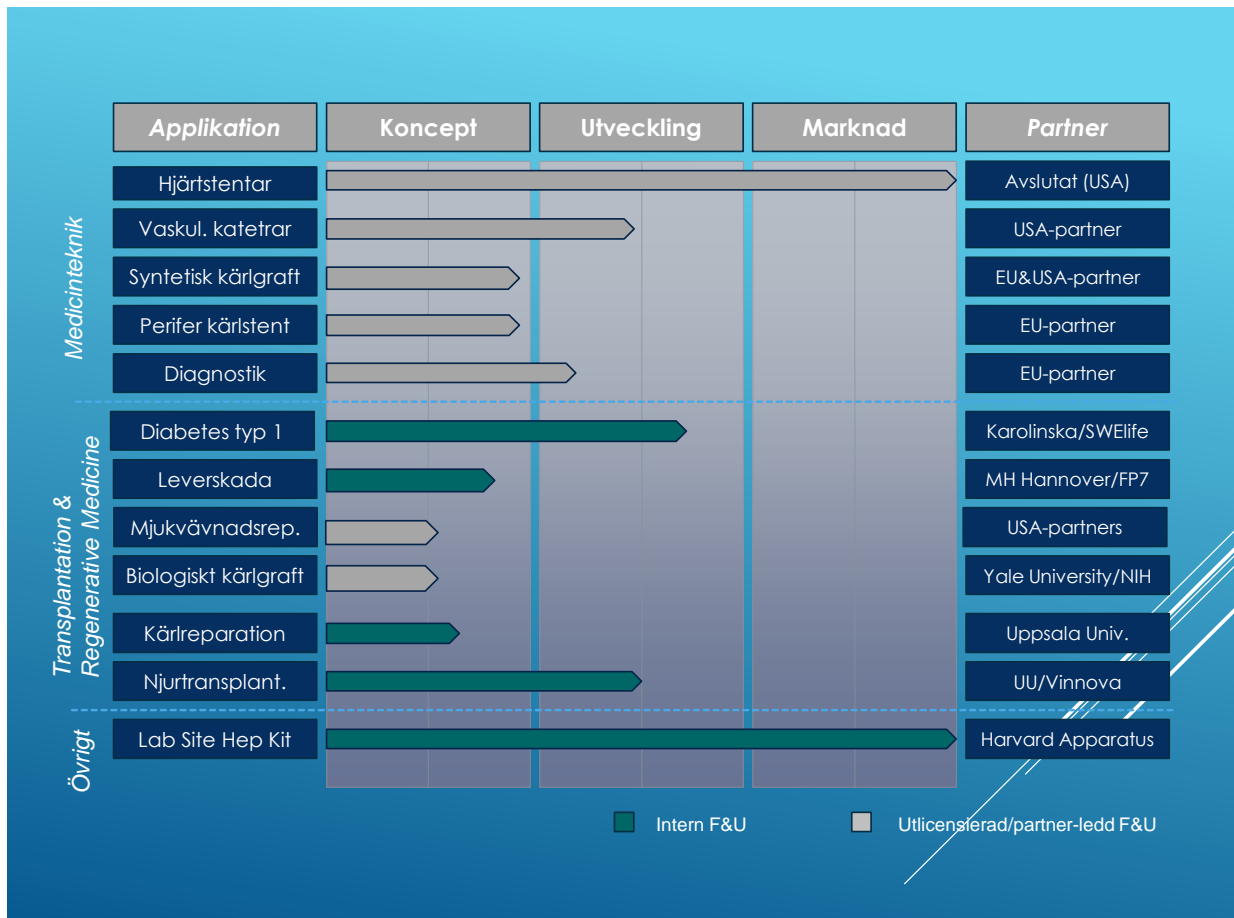 Applikation Koncept Utveckling Marknad Partner
Medicinteknik
Hjärtstentar Avslutat (USA)
Vaskul. katetrar USA-partner
Syntetisk kärlgraft EU&USA-partner
Perifer kärlstent EU-partner
Diagnostik EU-partner
Transplantation &
Regenerative Medicine
Diabetes typ 1 Karolinska/SWElife
Leverskada MH Hannover/FP7
Mjukvävnadsrep. USA-partners
Biologiskt kärlgraft Yale University/NIH
Kärlreparation Uppsala Univ.
Njurtransplant. UU/Vinnova
Övrigt
Lab Site Hep Kit Harvard Apparatus
Intern F&U Utlicensierad/partner-ledd F&U